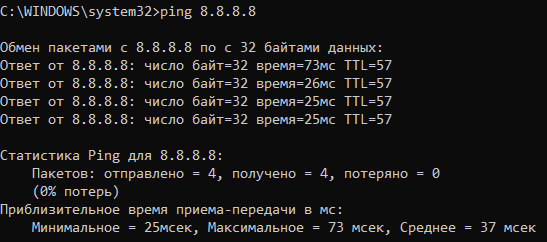 C:\WINDOWS\system32>ping 8.8.8.8
Обмен пакетами с 8.8.8.8 по с 32 байтами данных:
Ответ от 8.8.8.8: число байт=32 время=73мс TTL=57
Ответ от 8.8.8.8: число байт=32 время=26мс TTL=57
Ответ от 8.8.8.8: число байт=32 время=25мс TTL=57
Ответ от 8.8.8.8: число байт=32 время=25мс TTL=57
Статистика Ping для 8.8.8.8:
Пакетов: отправлено = 4, получено = 4, потеряно = 0
(0% потерь)
Приблизительное время приема-передачи в мс:
Минимальное = 25мсек, Максимальное = 73 мсек, Среднее = 37 мсек